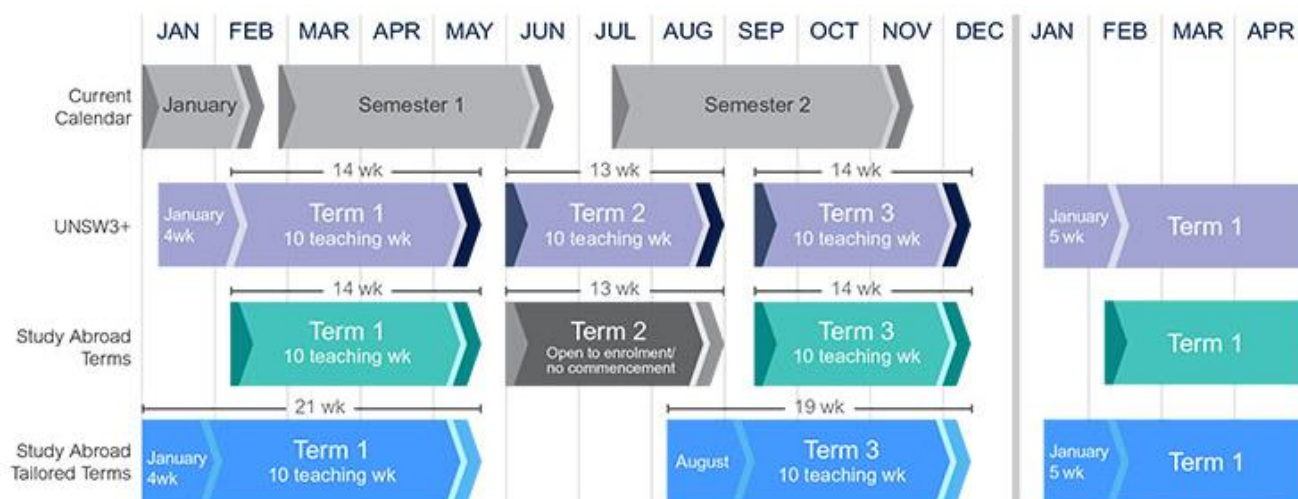 JAN FEB MAR APR MAY JUN JUL AUG SEP OCT NOV DEC JAN FEB MAR APR
Current
Calendar
January
Semester 1
Semester 2
14 wk
13 wk
14 wk
UNSW3+
January
4wk
Term 1
10 teaching wk
Term 2
10 teaching wk
Term 3
10 teaching wk
January
5 wk
Term 1
14 wk
13 wk
14 wk
Study Abroad
Terms
Term 1
10 teaching wk
Term 2
Open to enrolment/
no commencement
Term 3
10 teaching wk
Term 1
21 wk
19 wk
Study Abroad
Tailored Terms
January
4wk
Term 1
10 teaching wk
August
Term 3
10 teaching wk
January
5 wk
Term 1